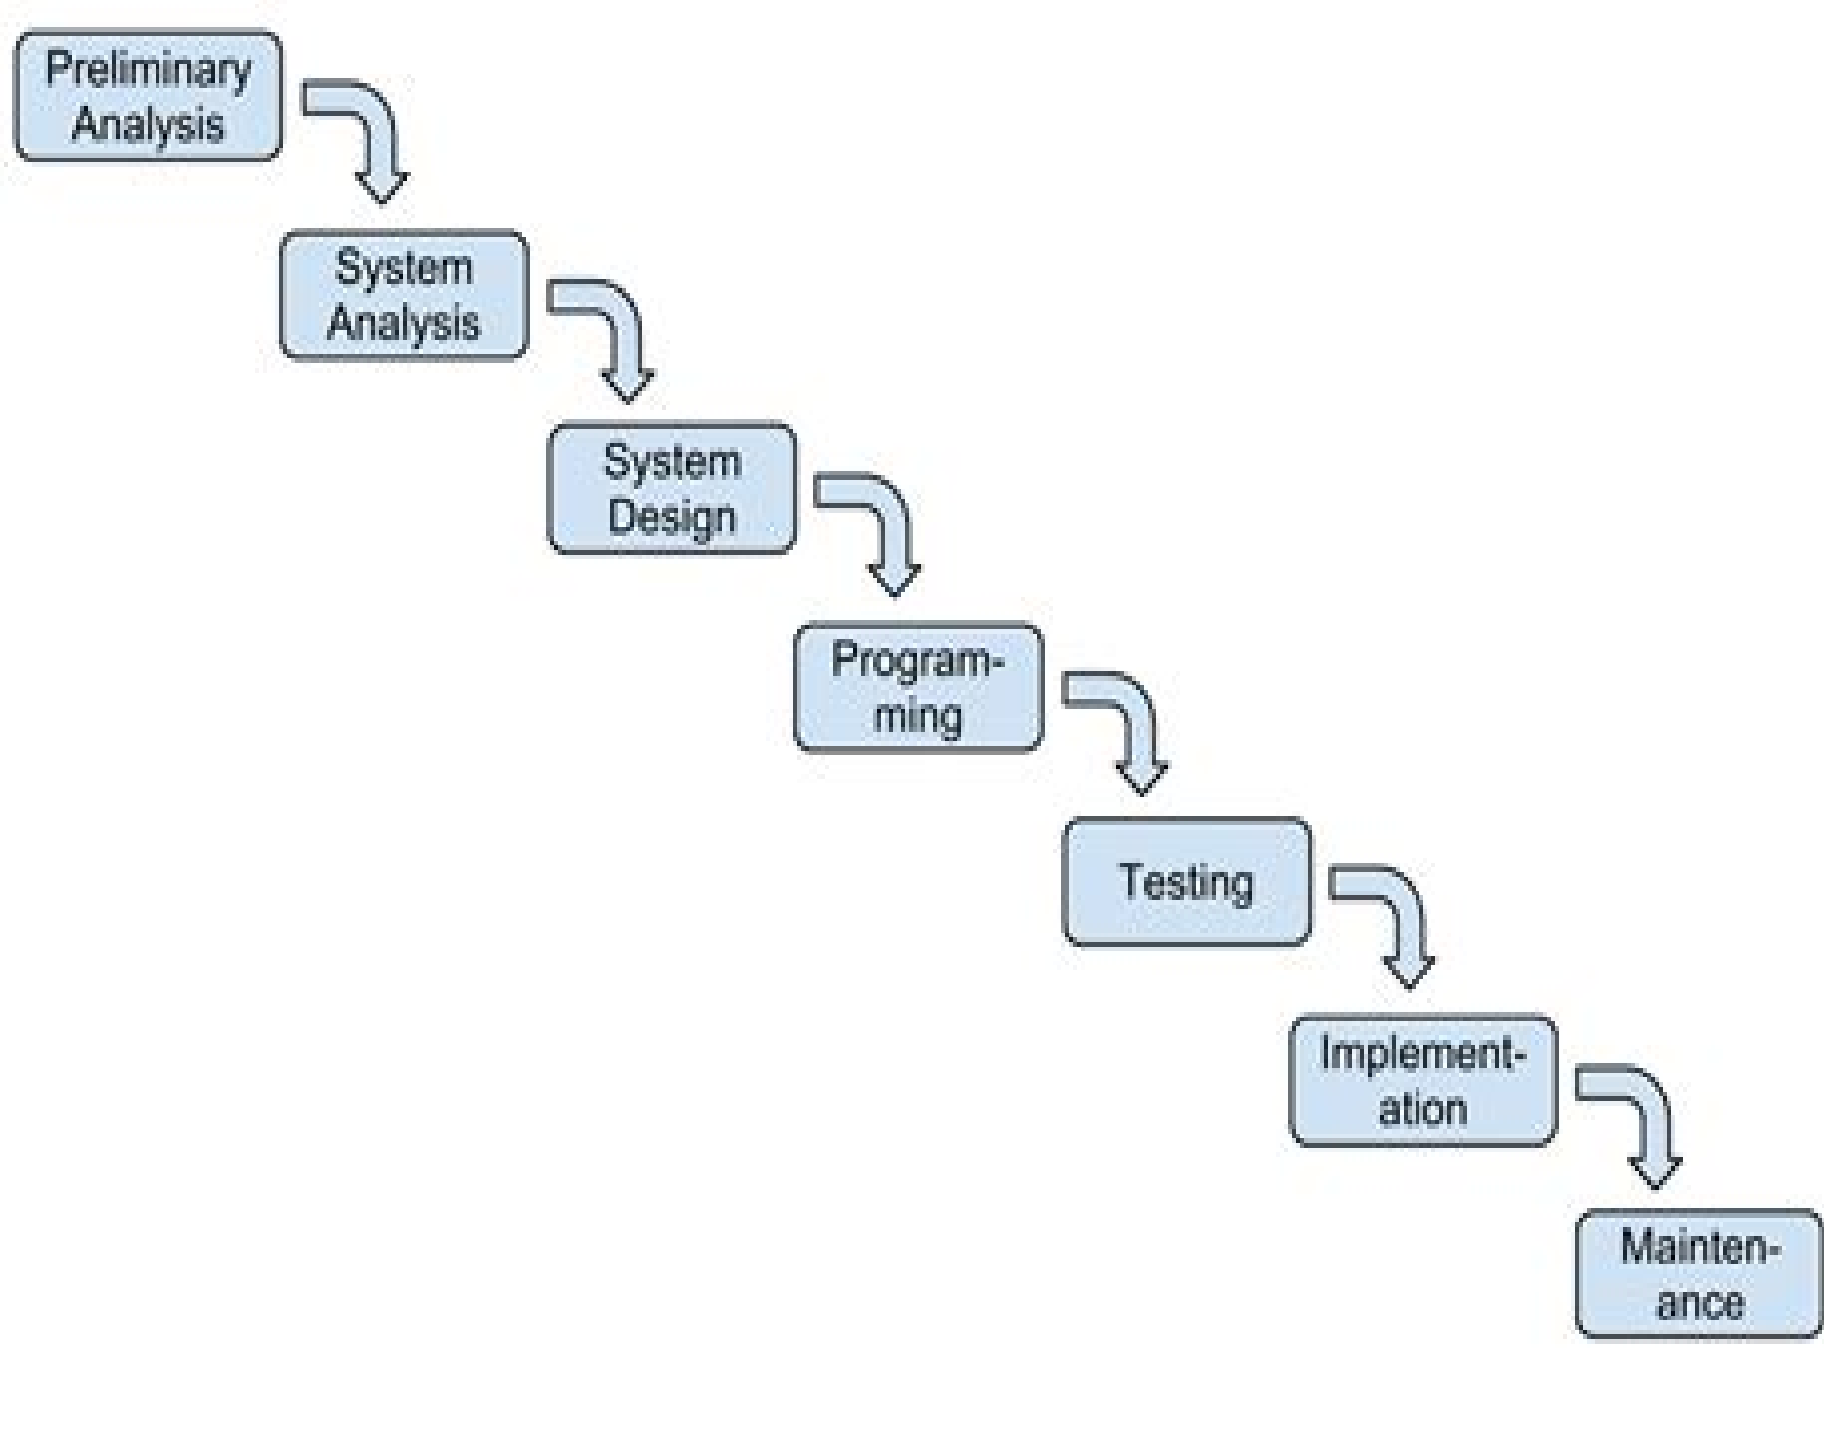 Preliminary
Analysis
System
Analysis
System
Design
Program-
ming
Testing
Implement-
ation
Mainten-
ance